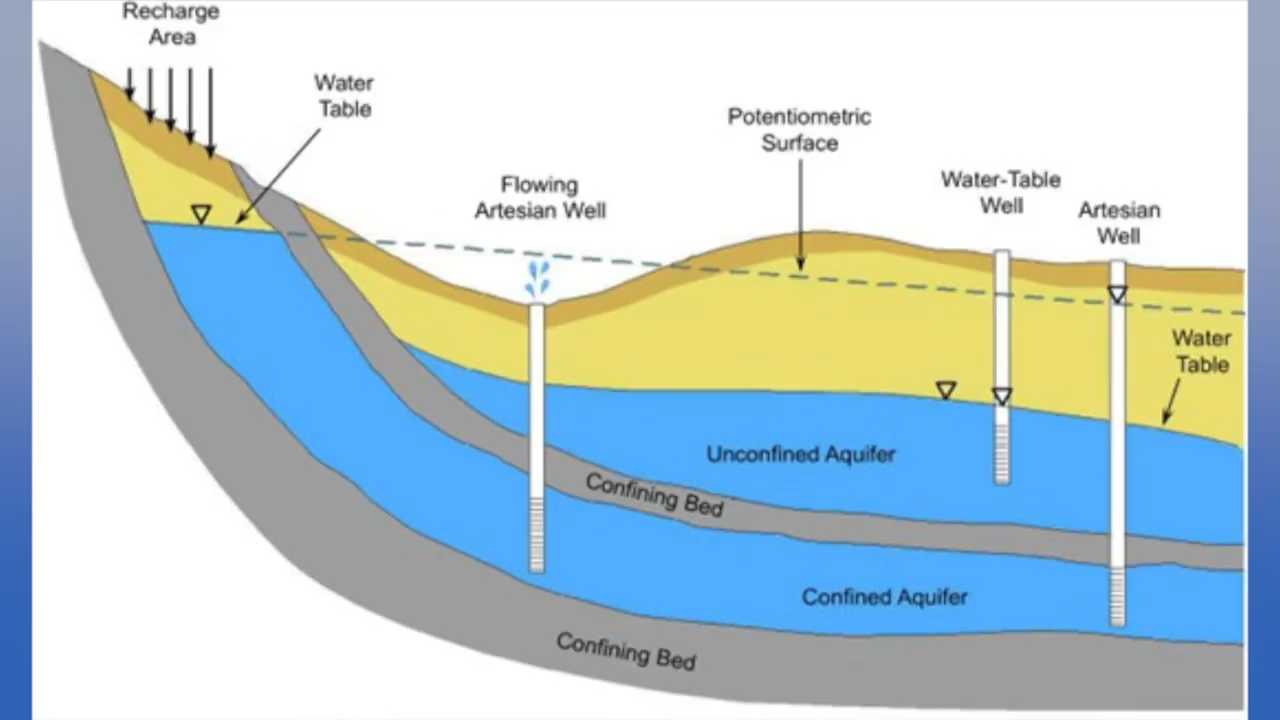 Recharge
Area
Water
Table
Potentiometric
Surface
Flowing
Artesian Well
Water-Table
Well
Artesian
Well
Water
Table
Unconfined Aquifer
Confining Bed
Confined Aquifer
Confining Bed